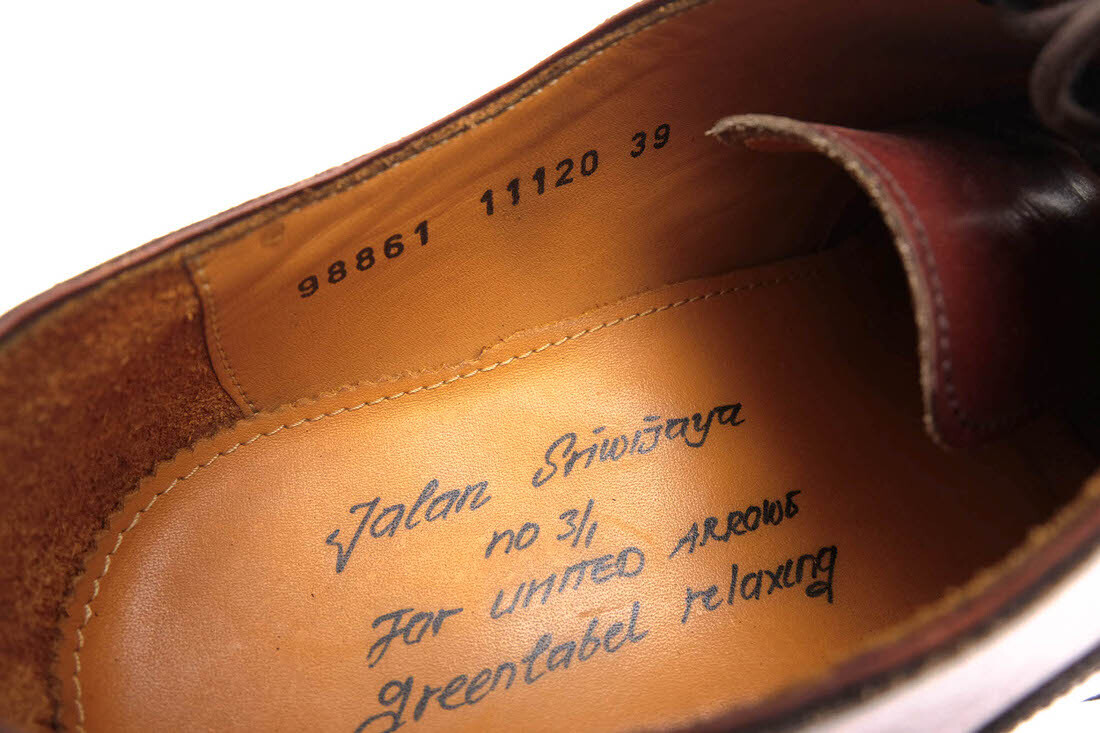 98861 11120 39
Jalan Sriwijaya
no 3/1
For UNITED ARROWS
greenlabel relaxing